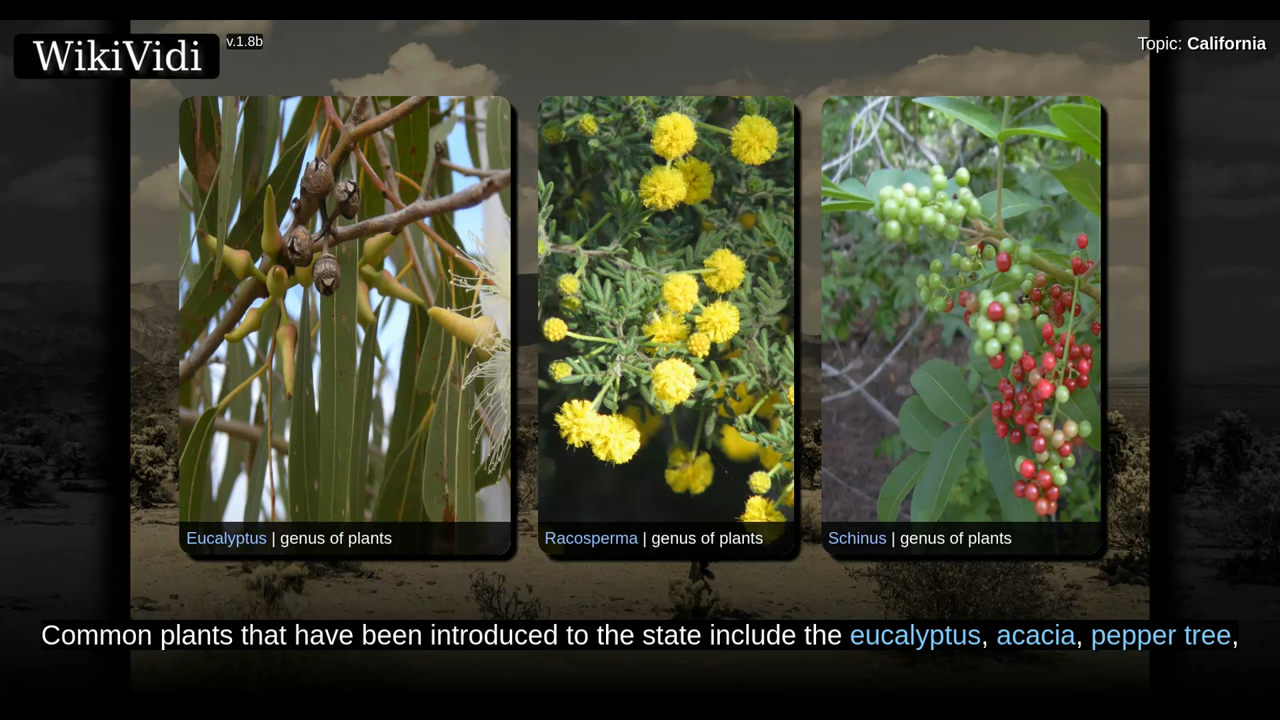 WikiVidi v.1.8b
Topic: California
Eucalyptus | genus of plants
Racosperma | genus of plants
Schinus | genus of plants
Common plants that have been introduced to the state include the eucalyptus, acacia, pepper tree,